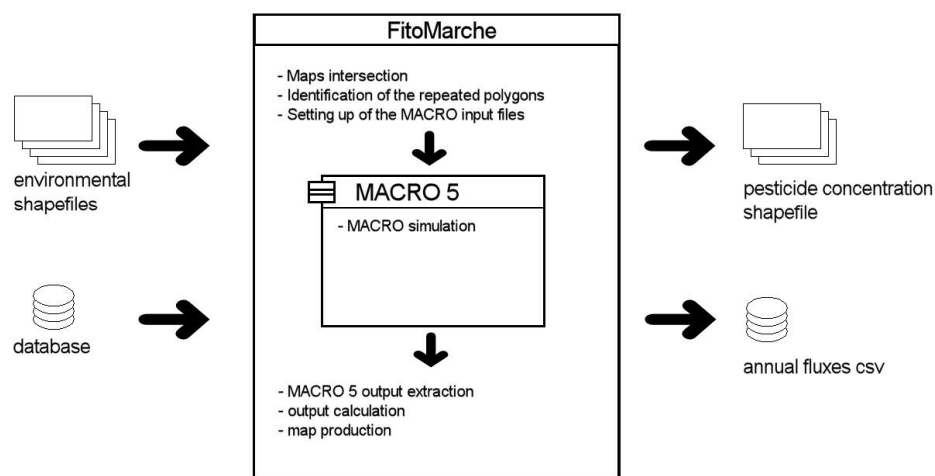 FitoMarche
- Maps intersection
- Identification of the repeated polygons
- Setting up of the MACRO input files
environmental
shapefiles
MACRO 5
- MACRO simulation
pesticide concentration
shapefile
database
annual fluxes csv
- MACRO 5 output extraction
- output calculation
- map production